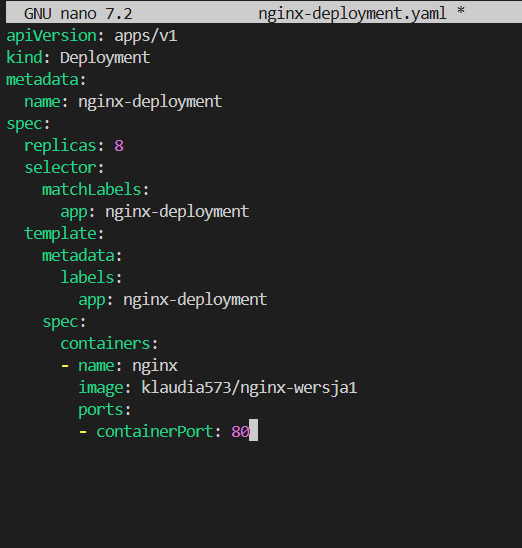 GNU nano 7.2 nginx-deployment.yaml *
apiVersion: apps/v1
kind: Deployment
metadata:
  name: nginx-deployment
spec:
  replicas: 8
  selector:
    matchLabels:
      app: nginx-deployment
  template:
    metadata:
      labels:
        app: nginx-deployment
    spec:
      containers:
      - name: nginx
        image: klaudia573/nginx-wersja1
        ports:
        - containerPort: 80